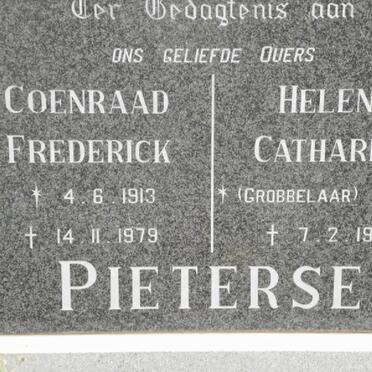 Ter Gedagtenis aan
ONS GELIEFDE OUERS
COENRAAD
FREDERICK
* 4.6.1913
† 14.11.1979
HELEN
CATHAR
* (GROBBELAAR)
† 7.2.19
PIETERSE